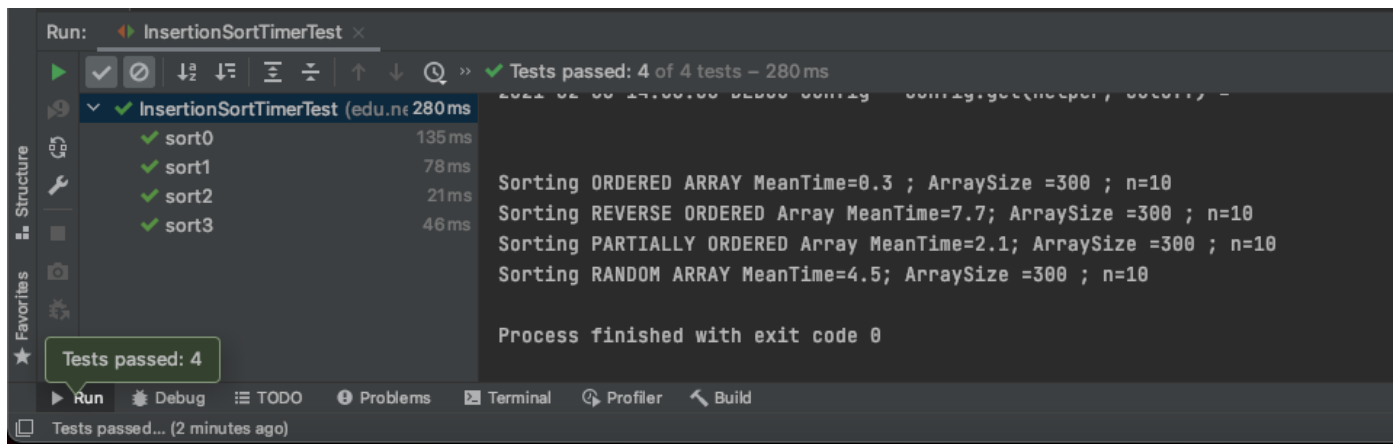 Run: InsertionSortTimerTest ×
» Tests passed: 4 of 4 tests – 280 ms
InsertionSortTimerTest (edu.ne 280 ms
sort0 135 ms
sort1 78 ms
sort2 21 ms
sort3 46 ms
Sorting ORDERED ARRAY MeanTime=0.3 ; ArraySize =300 ; n=10
Sorting REVERSE ORDERED Array MeanTime=7.7; ArraySize =300 ; n=10
Sorting PARTIALLY ORDERED Array MeanTime=2.1; ArraySize =300 ; n=10
Sorting RANDOM ARRAY MeanTime=4.5; ArraySize =300 ; n=10
Process finished with exit code 0
Structure
Favorites
Tests passed: 4
Run Debug TODO Problems Terminal Profiler Build
Tests passed... (2 minutes ago)